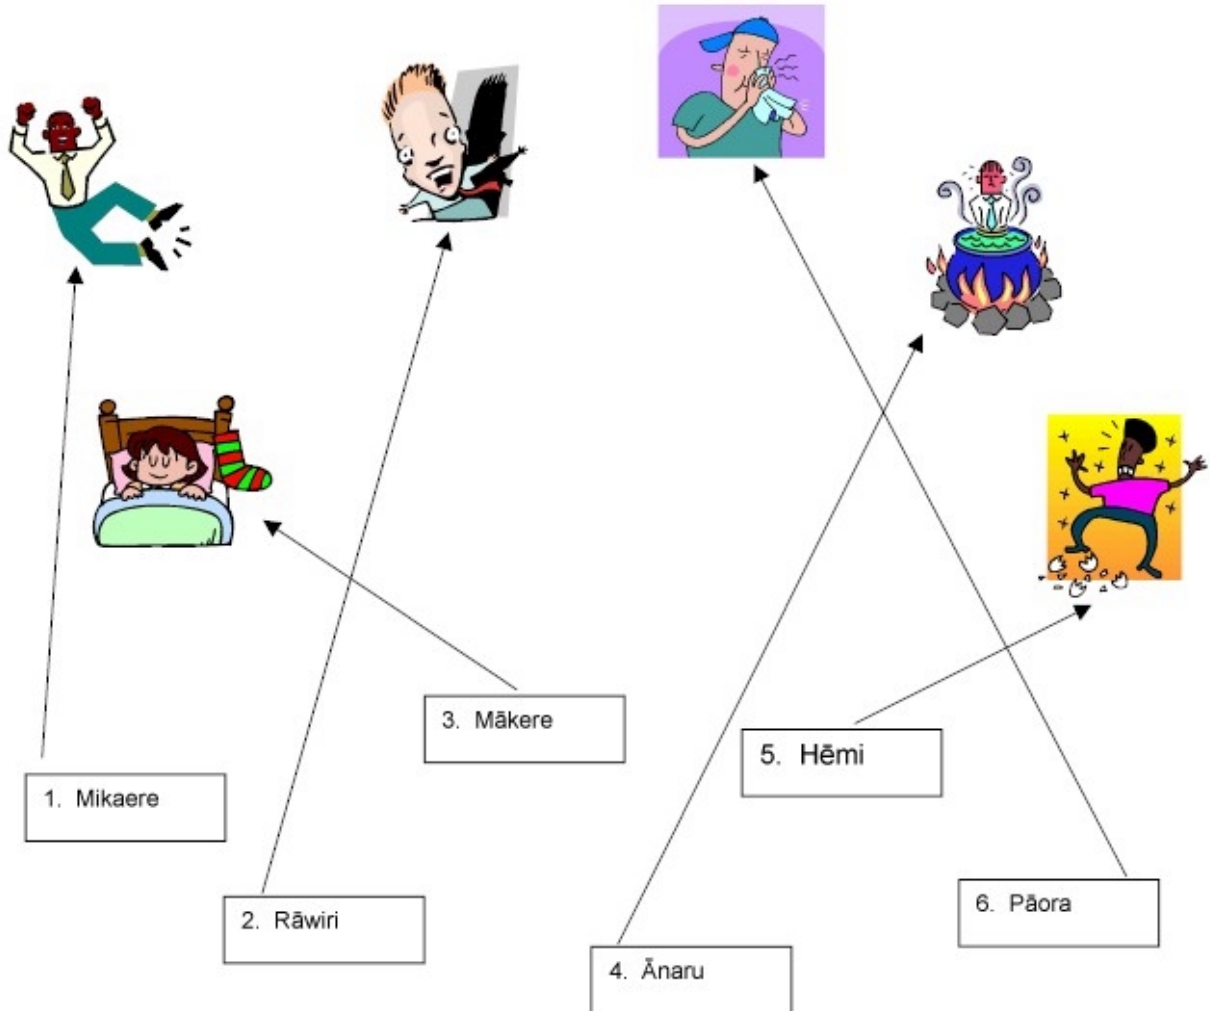 3. Mākere
5. Hēmi
1. Mikaere
2. Rāwiri
6. Pāora
4. Ānaru